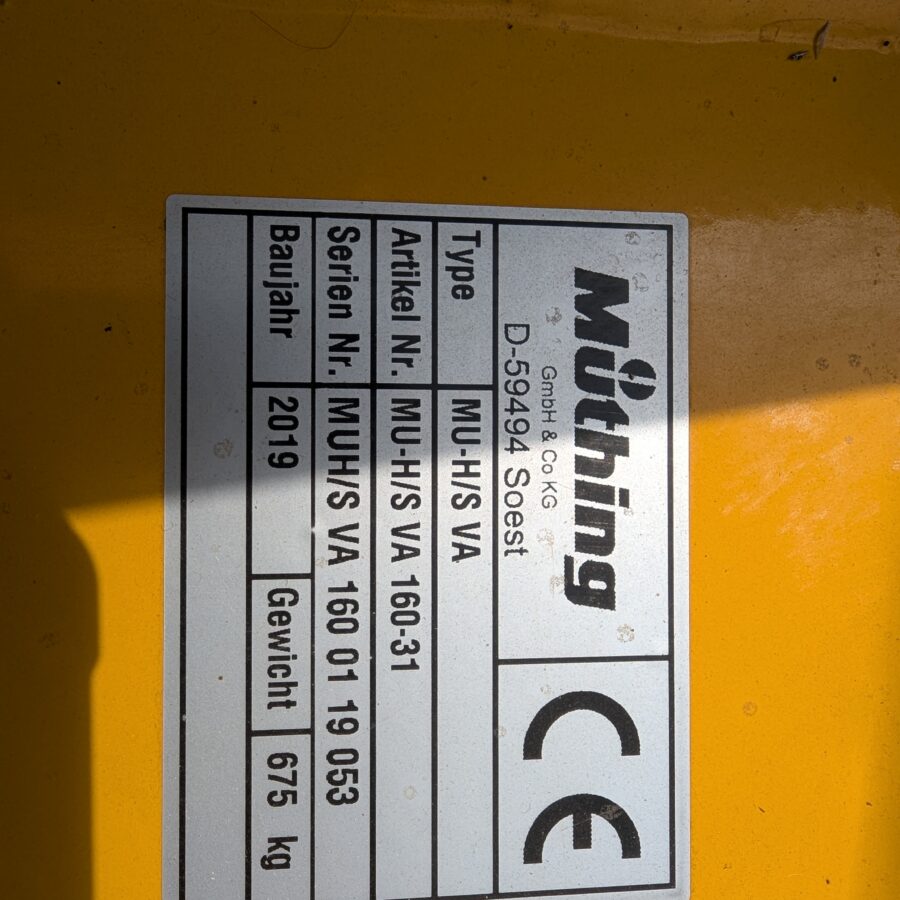 Müthing
GmbH & Co KG
D-59494 Soest
CE
Type MU-H/S VA
Artikel Nr. MU-H/S VA 160-31
Serien Nr. MUH/S VA 160 01 19 053
Baujahr 2019 Gewicht 675 kg